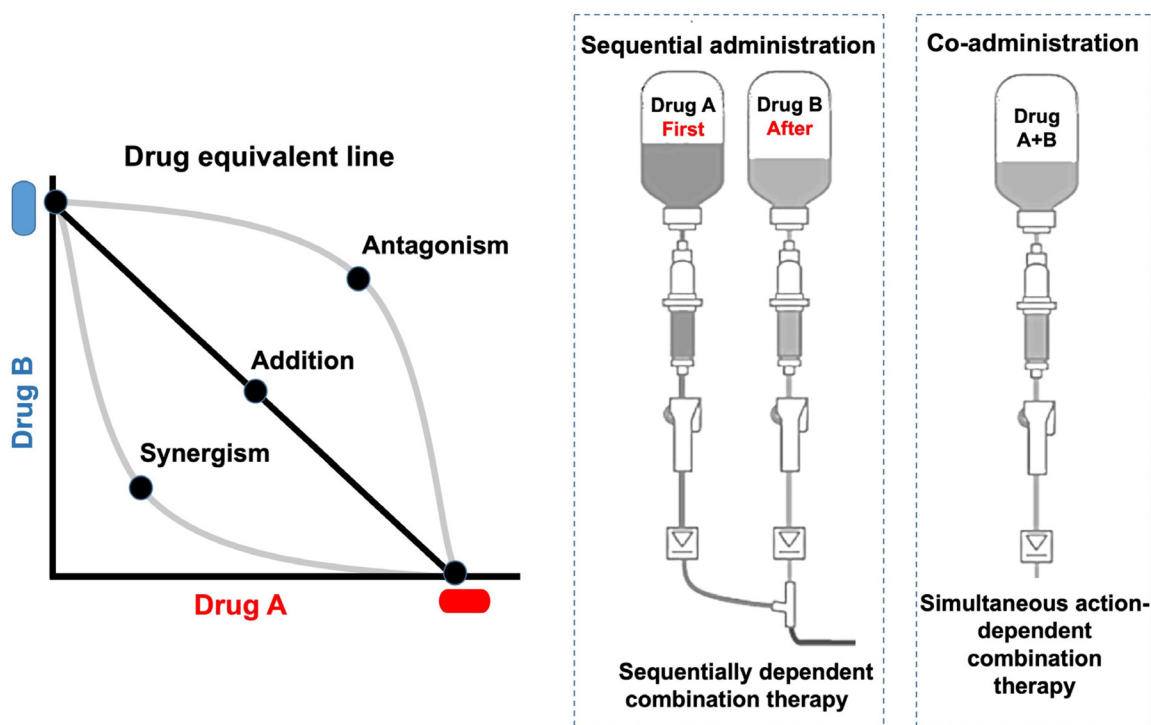 Drug equivalent line
Drug B
Antagonism
Addition
Synergism
Drug A
Sequential administration
Drug A
First
Drug B
After
Sequentially dependent
combination therapy
Co-administration
Drug
A+B
Simultaneous action-
dependent
combination
therapy